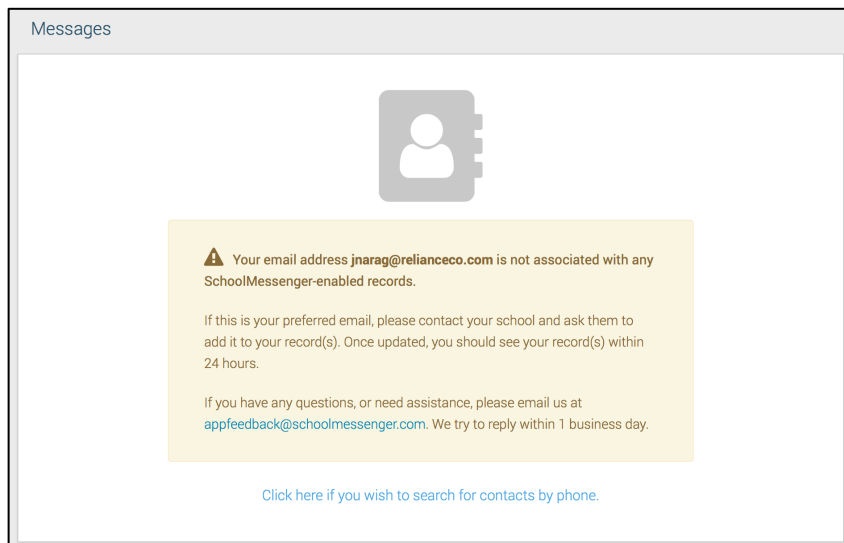 Messages
Your email address jnarag@relianceco.com is not associated with any
SchoolMessenger-enabled records.
If this is your preferred email, please contact your school and ask them to
add it to your record(s). Once updated, you should see your record(s) within
24 hours.
If you have any questions, or need assistance, please email us at
appfeedback@schoolmessenger.com. We try to reply within 1 business day.
Click here if you wish to search for contacts by phone.